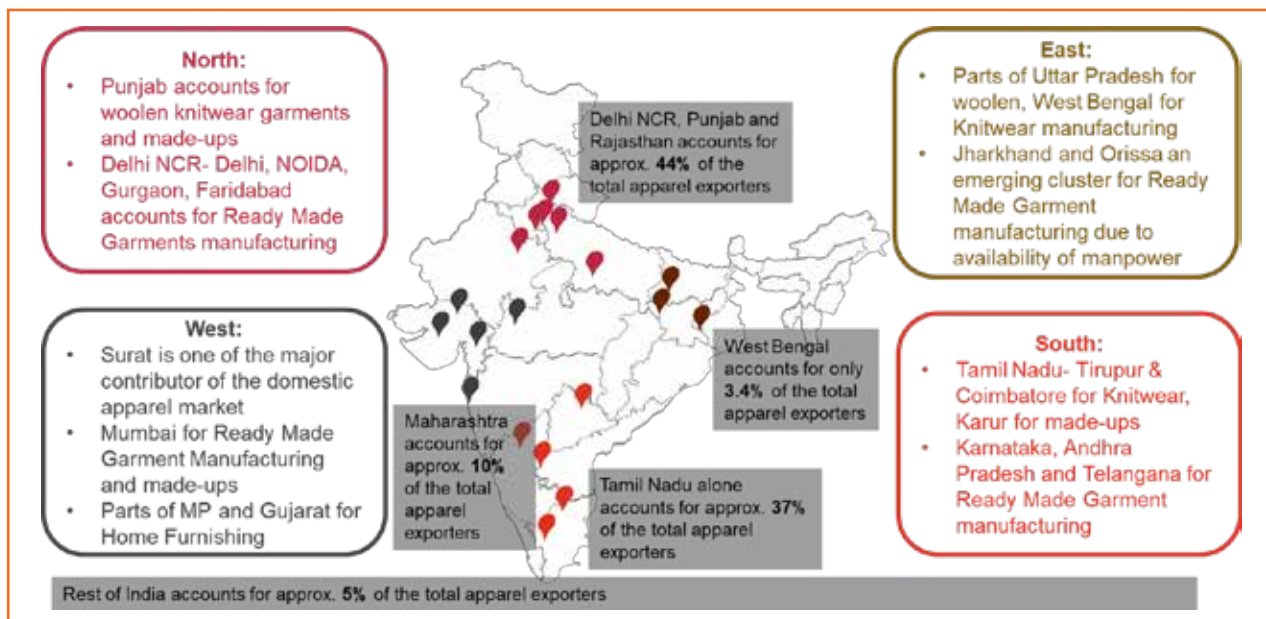 North:
• Punjab accounts for
woolen knitwear garments
and made-ups
• Delhi NCR- Delhi, NOIDA,
Gurgaon, Faridabad
accounts for Ready Made
Garments manufacturing
Delhi NCR, Punjab and
Rajasthan accounts for
approx. 44% of the
total apparel exporters
East:
• Parts of Uttar Pradesh for
woolen, West Bengal for
Knitwear manufacturing
• Jharkhand and Orissa an
emerging cluster for Ready
Made Garment
manufacturing due to
availability of manpower
West:
• Surat is one of the major
contributor of the domestic
apparel market
• Mumbai for Ready Made
Garment Manufacturing
and made-ups
• Parts of MP and Gujarat for
Home Furnishing
West Bengal
accounts for only
3.4% of the total
apparel exporters
Maharashtra
accounts for
approx. 10%
of the total
apparel
exporters
Tamil Nadu alone
accounts for approx. 37%
of the total apparel
exporters
South:
• Tamil Nadu- Tirupur &
Coimbatore for Knitwear,
Karur for made-ups
• Karnataka, Andhra
Pradesh and Telangana for
Ready Made Garment
manufacturing
Rest of India accounts for approx. 5% of the total apparel exporters